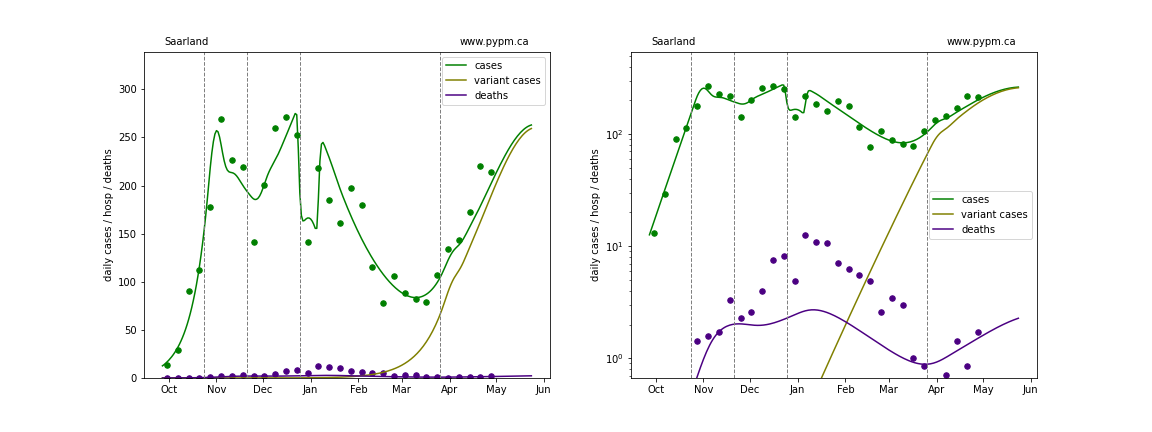 Saarland www.pypm.ca
daily cases / hosp / deaths
300
250
200
150
100
50
0
cases
variant cases
deaths
Oct Nov Dec Jan Feb Mar Apr May Jun
Saarland www.pypm.ca
daily cases / hosp / deaths
10²
10¹
10⁰
cases
variant cases
deaths
Oct Nov Dec Jan Feb Mar Apr May Jun